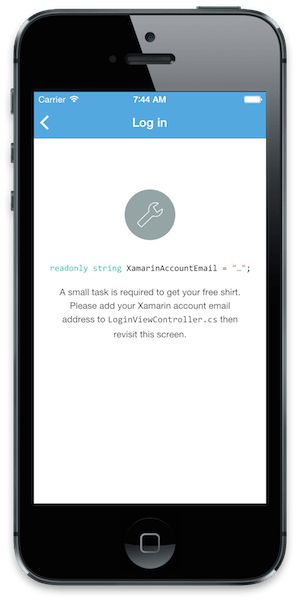 Carrier 7:44 AM
Log in
readonly string XamarinAccountEmail = "…";
A small task is required to get your free shirt.
Please add your Xamarin account email
address to LoginViewController.cs then
revisit this screen.